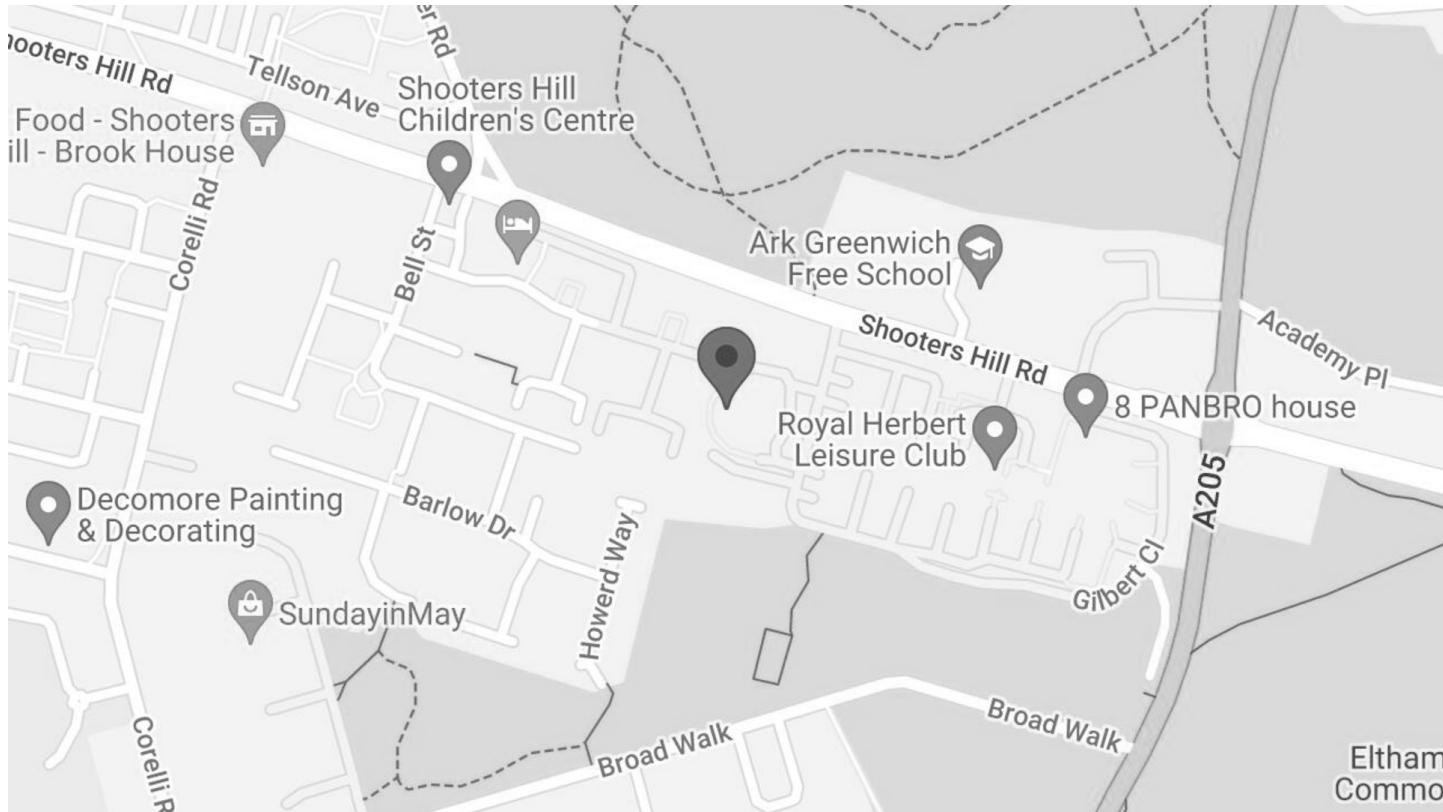 hooters Hill Rd
Tellson Ave
er Rd
Shooters Hill
Children's Centre
Food - Shooters
ill - Brook House
Corelli Rd
Bell St
Ark Greenwich
Free School
Shooters Hill Rd
Academy Pl
8 PANBRO house
Royal Herbert
Leisure Club
A205
Decomore Painting
& Decorating
Barlow Dr
Howerd Way
Gilbert Cl
SundayinMay
Broad Walk
Broad Walk
Corelli R
Eltham
Commo